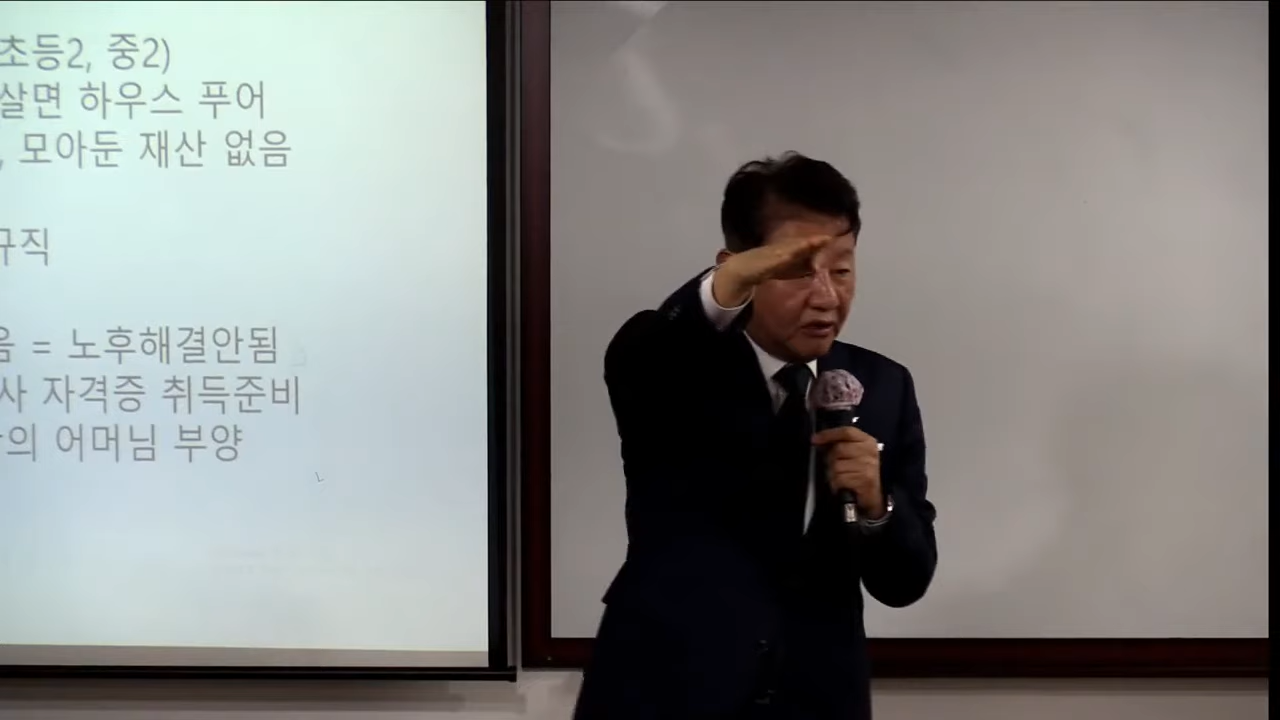 초등2, 중2)
살면 하우스 푸어
, 모아둔 재산 없음
구직
음 = 노후해결안됨
사 자격증 취득준비
의 어머님 부양